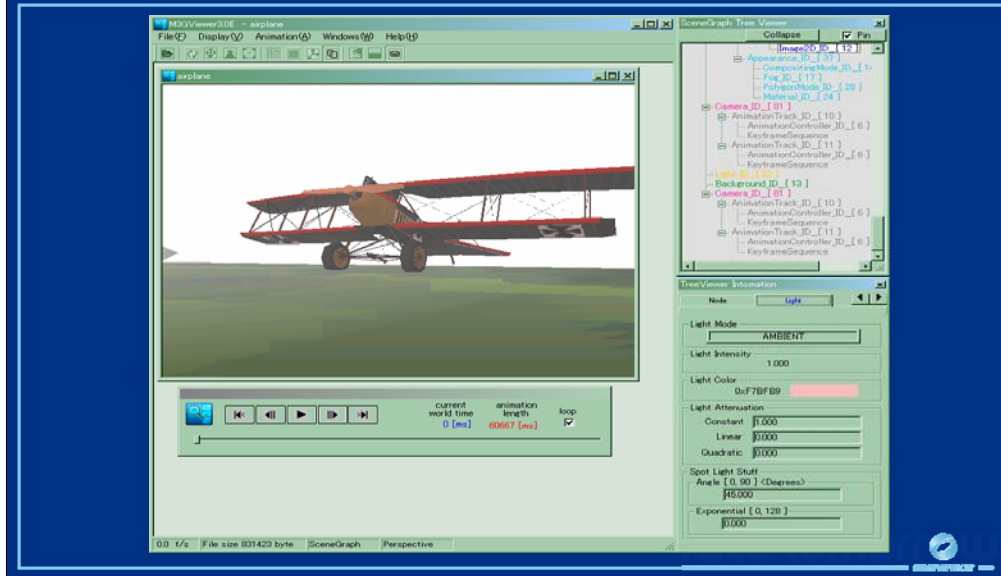 M3GViewer3.0E - airplane
File(F) Display(V) Animation(A) Windows(W) Help(H)
airplane
current world time
0 [ms]
animation length
60667 [ms]
loop
0.0 f/s File size 831423 byte SceneGraph Perspective
SceneGraph Tree Viewer
Collapse Pin
Image2D_ID_[ 12 ]
Appearance_ID_[ 37 ]
CompositingMode_ID_[
Fog_ID_[ 17 ]
PolygonMode_ID_[ 28 ]
Material_ID_[ 24 ]
Camera_ID_[ 81 ]
AnimationTrack_ID_[ 10 ]
AnimationController_ID_[ 6 ]
KeyframeSequence
AnimationTrack_ID_[ 11 ]
AnimationController_ID_[ 6 ]
KeyframeSequence
Background_ID_[ 13 ]
Camera_ID_[ 81 ]
AnimationTrack_ID_[ 10 ]
AnimationController_ID_[ 6 ]
KeyframeSequence
AnimationTrack_ID_[ 11 ]
AnimationController_ID_[ 6 ]
KeyframeSequence
TreeViewer Intomation
Node Light
Light Mode
AMBIENT
Light Intensity
1.000
Light Color
0xF7BFB9
Light Attenuation
Constant 1.000
Linear 0.000
Quadratic 0.000
Spot Light Stuff
Angle [ 0, 90 ] <Degrees>
45.000
Exponential [ 0, 128 ]
0.000